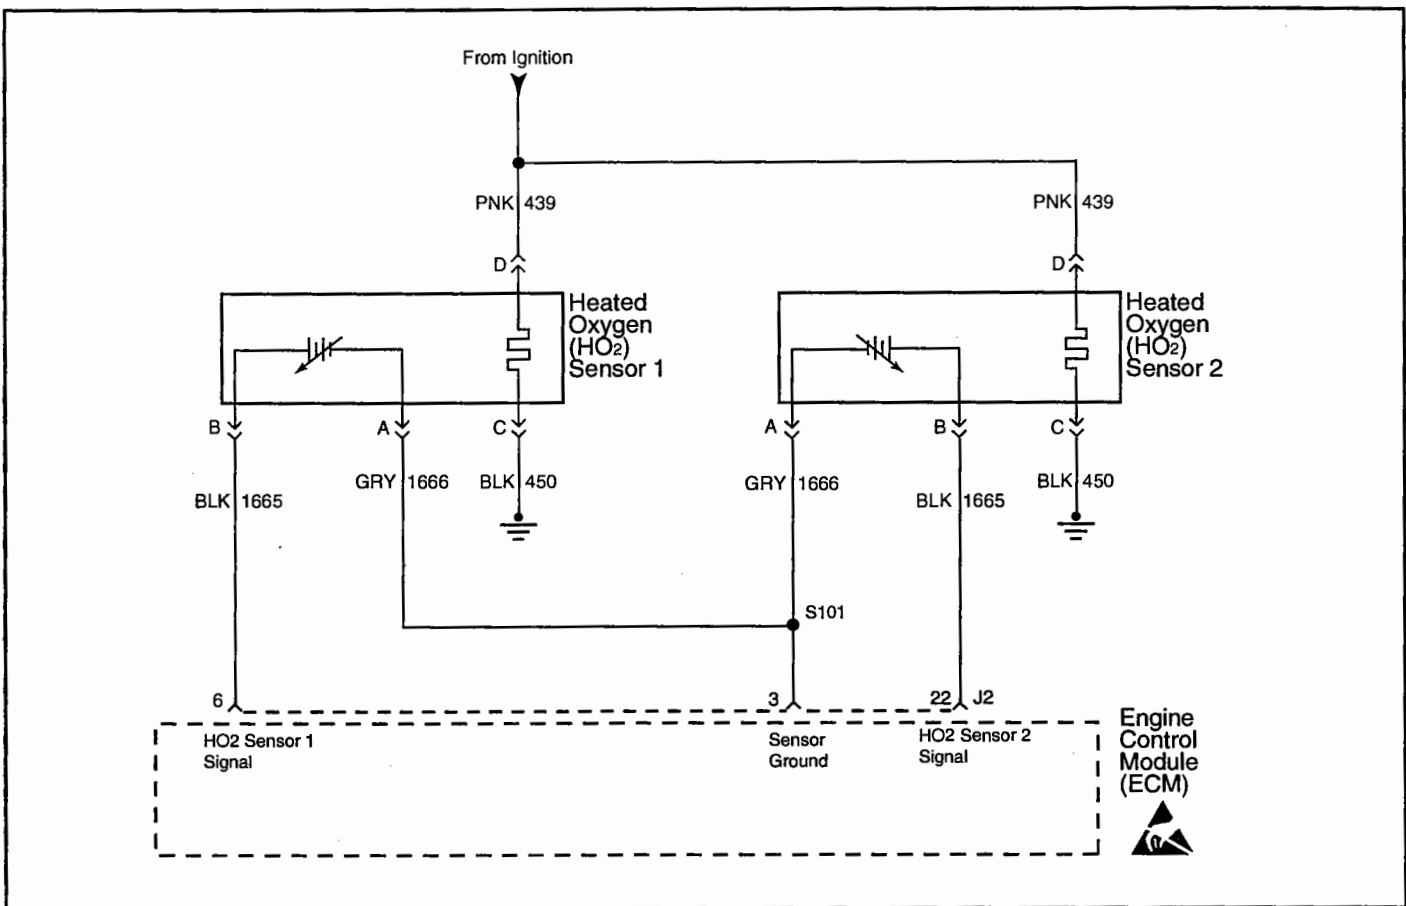 From Ignition
PNK 439
PNK 439
D
D
Heated
Oxygen
(HO2)
Sensor 1
Heated
Oxygen
(HO2)
Sensor 2
B
A
C
A
B
C
BLK 1665
GRY 1666
BLK 450
GRY 1666
BLK 1665
BLK 450
S101
6
3
22
J2
HO2 Sensor 1
Signal
Sensor
Ground
HO2 Sensor 2
Signal
Engine
Control
Module
(ECM)